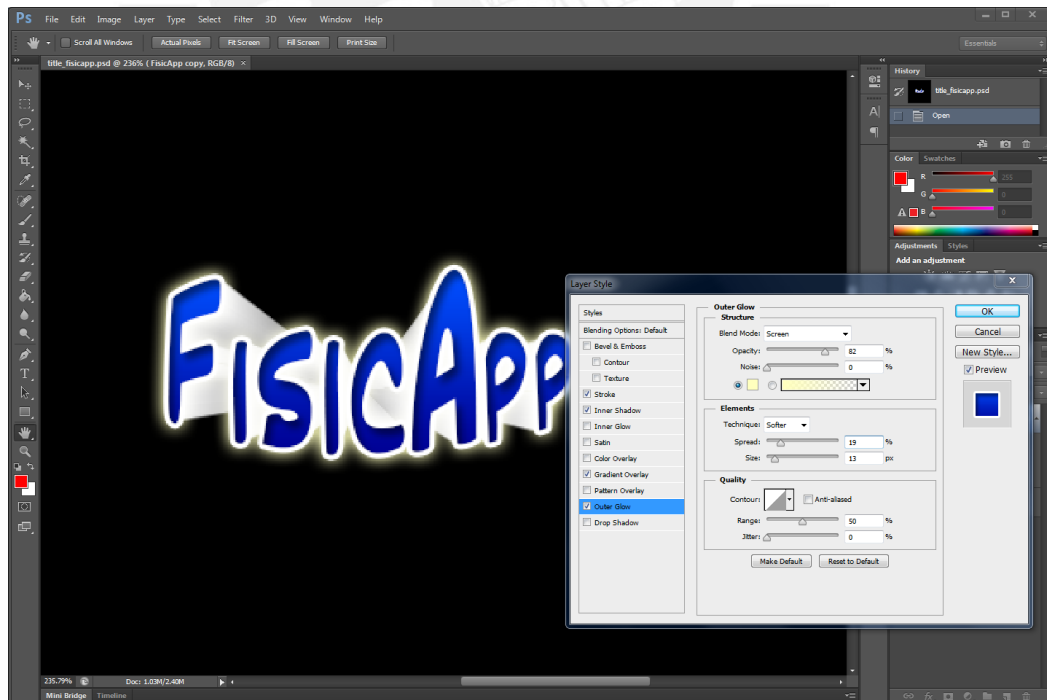 Ps File Edit Image Layer Type Select Filter 3D View Window Help
Scroll All Windows Actual Pixels Fit Screen Fill Screen Print Size Essentials
title_fisicapp.psd @ 236% ( FisicApp copy, RGB/8) ×
History
title_fisicapp.psd
Open
Color Swatches
R 255
G 0
B 0
Adjustments Styles
Add an adjustment
FISICAPP
Layer Style
Styles
Blending Options: Default
Bevel & Emboss
Contour
Texture
Stroke
Inner Shadow
Inner Glow
Satin
Color Overlay
Gradient Overlay
Pattern Overlay
Outer Glow
Drop Shadow
Outer Glow
Structure
Blend Mode: Screen
Opacity: 82 %
Noise: 0 %
Elements
Technique: Softer
Spread: 19 %
Size: 13 px
Quality
Contour: Anti-aliased
Range: 50 %
Jitter: 0 %
Make Default Reset to Default
OK
Cancel
New Style...
Preview
235.79% Doc: 1.03M/2.40M
Mini Bridge Timeline